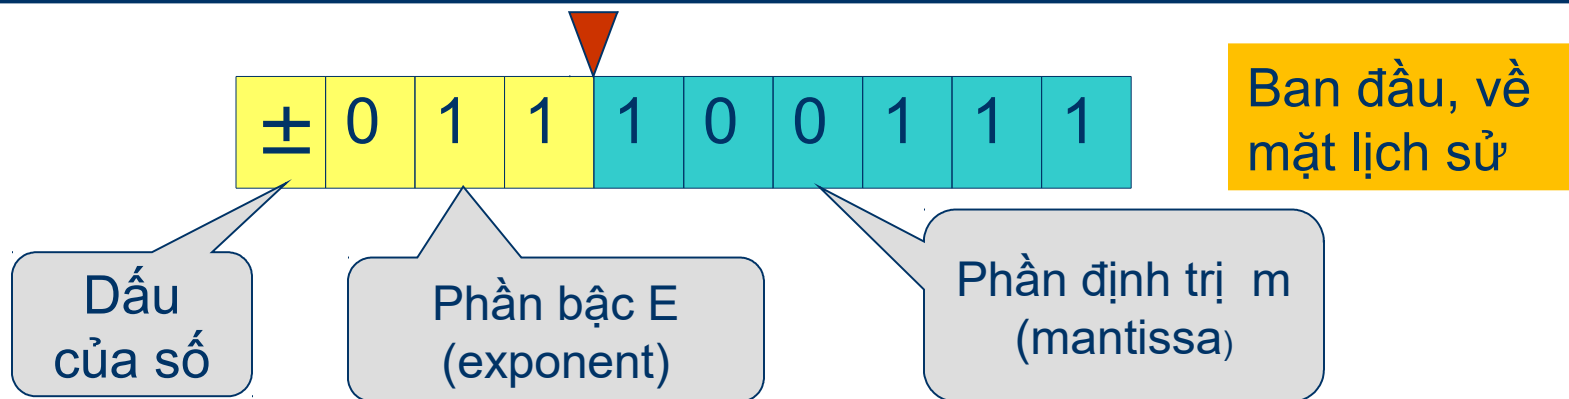 ± 0 1 1 1 0 0 1 1 1
Ban đầu, về
mặt lịch sử
Dấu
của số
Phần bậc E
(exponent)
Phần định trị m
(mantissa)